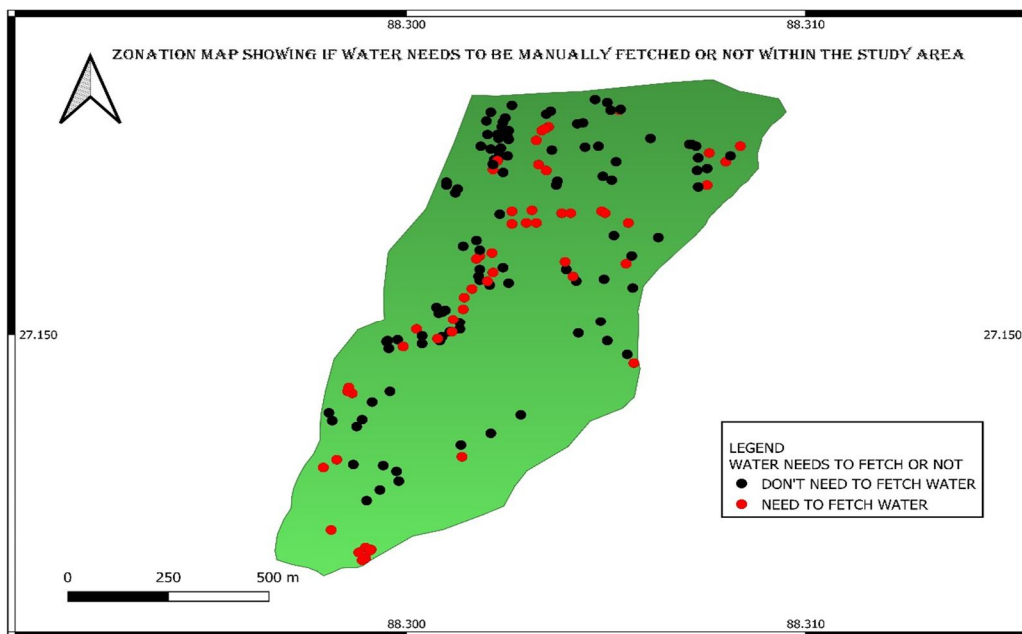 88.300
88.310
ZONATION MAP SHOWING IF WATER NEEDS TO BE MANUALLY FETCHED OR NOT WITHIN THE STUDY AREA
27.150
27.150
LEGEND
WATER NEEDS TO FETCH OR NOT
DON'T NEED TO FETCH WATER
NEED TO FETCH WATER
0 250 500 m
88.300
88.310